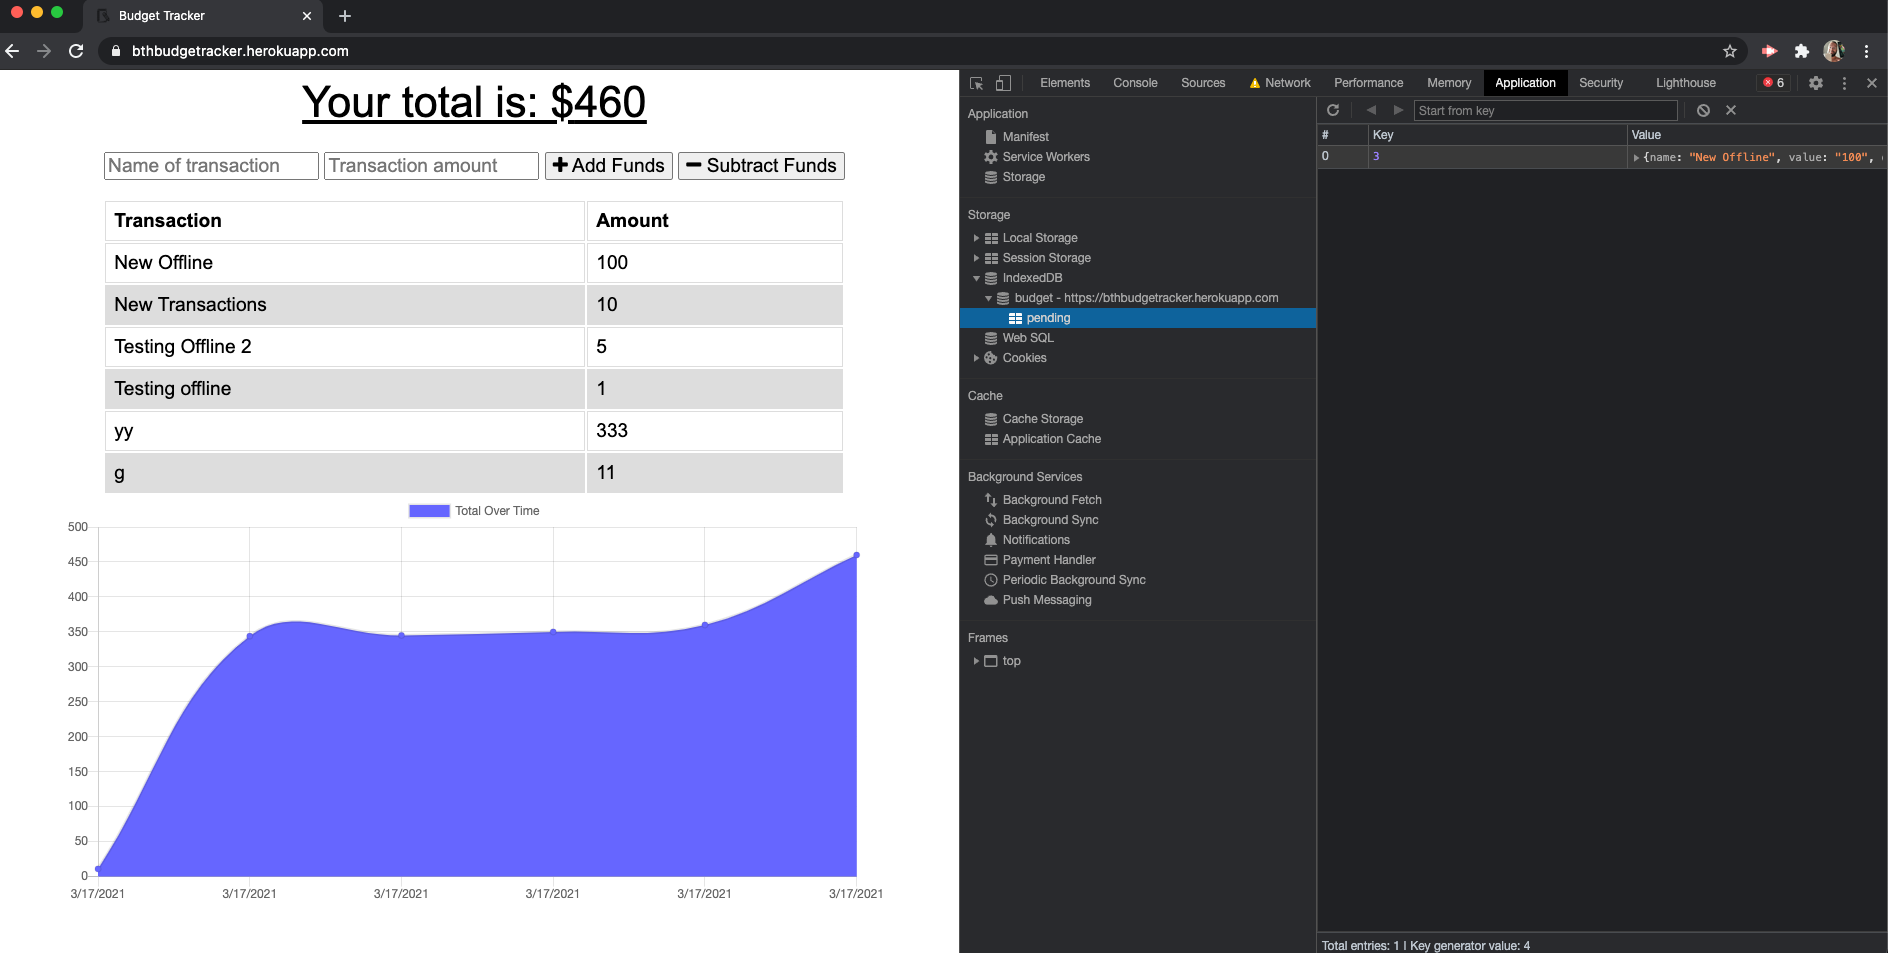 Budget Tracker
bthbudgetracker.herokuapp.com
Your total is: $460
Name of transaction Transaction amount Add Funds Subtract Funds
Transaction Amount
New Offline 100
New Transactions 10
Testing Offline 2 5
Testing offline 1
yy 333
g 11
Total Over Time
500
450
400
350
300
250
200
150
100
50
0
3/17/2021 3/17/2021 3/17/2021 3/17/2021 3/17/2021 3/17/2021
Elements Console Sources Network Performance Memory Application Security Lighthouse 6
Application
Manifest
Service Workers
Storage
Storage
Local Storage
Session Storage
IndexedDB
budget - https://bthbudgetracker.herokuapp.com
pending
Web SQL
Cookies
Cache
Cache Storage
Application Cache
Background Services
Background Fetch
Background Sync
Notifications
Payment Handler
Periodic Background Sync
Push Messaging
Frames
top
Start from key
# Key Value
0 3 {name: "New Offline", value: "100",
Total entries: 1 | Key generator value: 4